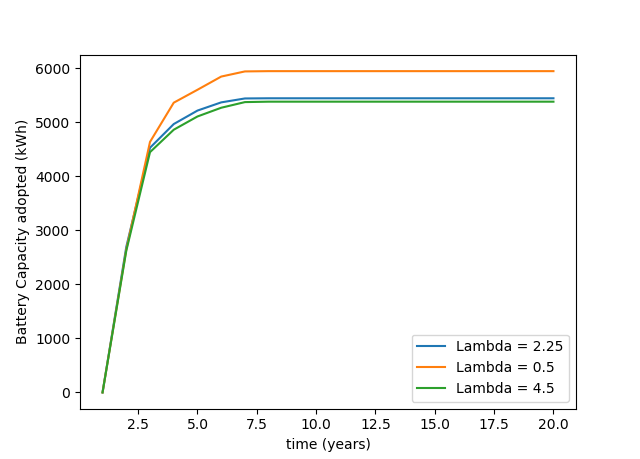 6000
5000
4000
3000
2000
1000
0
Battery Capacity adopted (kWh)
Lambda = 2.25
Lambda = 0.5
Lambda = 4.5
2.5 5.0 7.5 10.0 12.5 15.0 17.5 20.0
time (years)